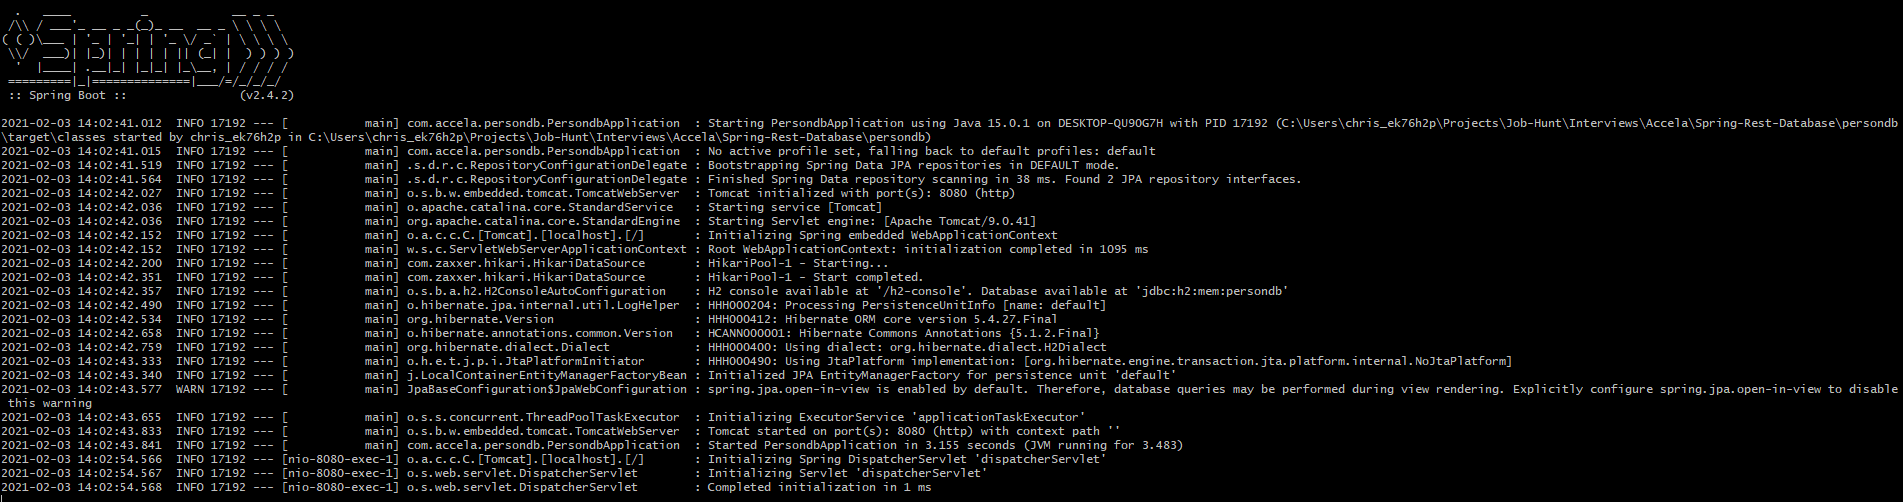 .   ____          _            __ _ _
 /\\ / ___'_ __ _ _(_)_ __  __ _ \ \ \ \
( ( )\___ | '_ | '_| | '_ \/ _` | \ \ \ \
 \\/  ___)| |_)| | | | | || (_| |  ) ) ) )
  '  |____| .__|_| |_|_| |_\__, | / / / /
 =========|_|==============|___/=/_/_/_/
 :: Spring Boot ::                (v2.4.2)

2021-02-03 14:02:41.012  INFO 17192 --- [           main] com.accela.persondb.PersondbApplication  : Starting PersondbApplication using Java 15.0.1 on DESKTOP-QU9OG7H with PID 17192 (C:\Users\chris_ek76h2p\Projects\Job-Hunt\Interviews\Accela\Spring-Rest-Database\persondb
\target\classes started by chris_ek76h2p in C:\Users\chris_ek76h2p\Projects\Job-Hunt\Interviews\Accela\Spring-Rest-Database\persondb)
2021-02-03 14:02:41.015  INFO 17192 --- [           main] com.accela.persondb.PersondbApplication  : No active profile set, falling back to default profiles: default
2021-02-03 14:02:41.519  INFO 17192 --- [           main] .s.d.r.c.RepositoryConfigurationDelegate : Bootstrapping Spring Data JPA repositories in DEFAULT mode.
2021-02-03 14:02:41.564  INFO 17192 --- [           main] .s.d.r.c.RepositoryConfigurationDelegate : Finished Spring Data repository scanning in 38 ms. Found 2 JPA repository interfaces.
2021-02-03 14:02:42.027  INFO 17192 --- [           main] o.s.b.w.embedded.tomcat.TomcatWebServer  : Tomcat initialized with port(s): 8080 (http)
2021-02-03 14:02:42.036  INFO 17192 --- [           main] o.apache.catalina.core.StandardService   : Starting service [Tomcat]
2021-02-03 14:02:42.036  INFO 17192 --- [           main] org.apache.catalina.core.StandardEngine  : Starting Servlet engine: [Apache Tomcat/9.0.41]
2021-02-03 14:02:42.152  INFO 17192 --- [           main] o.a.c.c.C.[Tomcat].[localhost].[/]       : Initializing Spring embedded WebApplicationContext
2021-02-03 14:02:42.152  INFO 17192 --- [           main] w.s.c.ServletWebServerApplicationContext : Root WebApplicationContext: initialization completed in 1095 ms
2021-02-03 14:02:42.200  INFO 17192 --- [           main] com.zaxxer.hikari.HikariDataSource       : HikariPool-1 - Starting...
2021-02-03 14:02:42.351  INFO 17192 --- [           main] com.zaxxer.hikari.HikariDataSource       : HikariPool-1 - Start completed.
2021-02-03 14:02:42.357  INFO 17192 --- [           main] o.s.b.a.h2.H2ConsoleAutoConfiguration    : H2 console available at '/h2-console'. Database available at 'jdbc:h2:mem:persondb'
2021-02-03 14:02:42.490  INFO 17192 --- [           main] o.hibernate.jpa.internal.util.LogHelper  : HHH000204: Processing PersistenceUnitInfo [name: default]
2021-02-03 14:02:42.534  INFO 17192 --- [           main] org.hibernate.Version                    : HHH000412: Hibernate ORM core version 5.4.27.Final
2021-02-03 14:02:42.658  INFO 17192 --- [           main] o.hibernate.annotations.common.Version   : HCANN000001: Hibernate Commons Annotations {5.1.2.Final}
2021-02-03 14:02:42.759  INFO 17192 --- [           main] org.hibernate.dialect.Dialect            : HHH000400: Using dialect: org.hibernate.dialect.H2Dialect
2021-02-03 14:02:43.333  INFO 17192 --- [           main] o.h.e.t.j.p.i.JtaPlatformInitiator       : HHH000490: Using JtaPlatform implementation: [org.hibernate.engine.transaction.jta.platform.internal.NoJtaPlatform]
2021-02-03 14:02:43.340  INFO 17192 --- [           main] j.LocalContainerEntityManagerFactoryBean : Initialized JPA EntityManagerFactory for persistence unit 'default'
2021-02-03 14:02:43.577  WARN 17192 --- [           main] JpaBaseConfiguration$JpaWebConfiguration : spring.jpa.open-in-view is enabled by default. Therefore, database queries may be performed during view rendering. Explicitly configure spring.jpa.open-in-view to disable
 this warning
2021-02-03 14:02:43.655  INFO 17192 --- [           main] o.s.s.concurrent.ThreadPoolTaskExecutor  : Initializing ExecutorService 'applicationTaskExecutor'
2021-02-03 14:02:43.833  INFO 17192 --- [           main] o.s.b.w.embedded.tomcat.TomcatWebServer  : Tomcat started on port(s): 8080 (http) with context path ''
2021-02-03 14:02:43.841  INFO 17192 --- [           main] com.accela.persondb.PersondbApplication  : Started PersondbApplication in 3.155 seconds (JVM running for 3.483)
2021-02-03 14:02:54.566  INFO 17192 --- [nio-8080-exec-1] o.a.c.c.C.[Tomcat].[localhost].[/]       : Initializing Spring DispatcherServlet 'dispatcherServlet'
2021-02-03 14:02:54.567  INFO 17192 --- [nio-8080-exec-1] o.s.web.servlet.DispatcherServlet        : Initializing Servlet 'dispatcherServlet'
2021-02-03 14:02:54.568  INFO 17192 --- [nio-8080-exec-1] o.s.web.servlet.DispatcherServlet        : Completed initialization in 1 ms